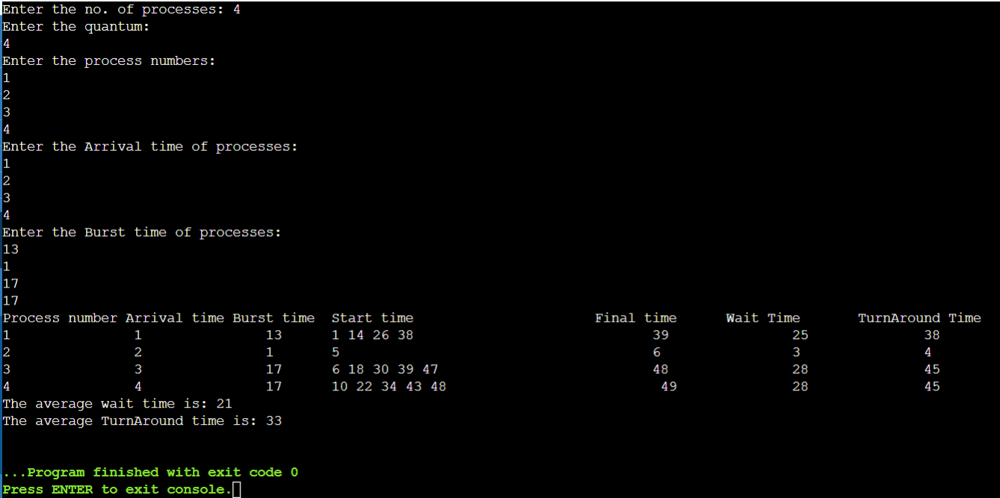 Enter the no. of processes: 4
Enter the quantum:
4
Enter the process numbers:
1
2
3
4
Enter the Arrival time of processes:
1
2
3
4
Enter the Burst time of processes:
13
1
17
17
Process number Arrival time Burst time  Start time                      Final time      Wait Time       TurnAround Time
1               1               13      1 14 26 38                             39               25              38
2               2               1       5                                      6                3               4
3               3               17      6 18 30 39 47                          48               28              45
4               4               17      10 22 34 43 48                          49              28              45
The average wait time is: 21
The average TurnAround time is: 33
...Program finished with exit code 0
Press ENTER to exit console.